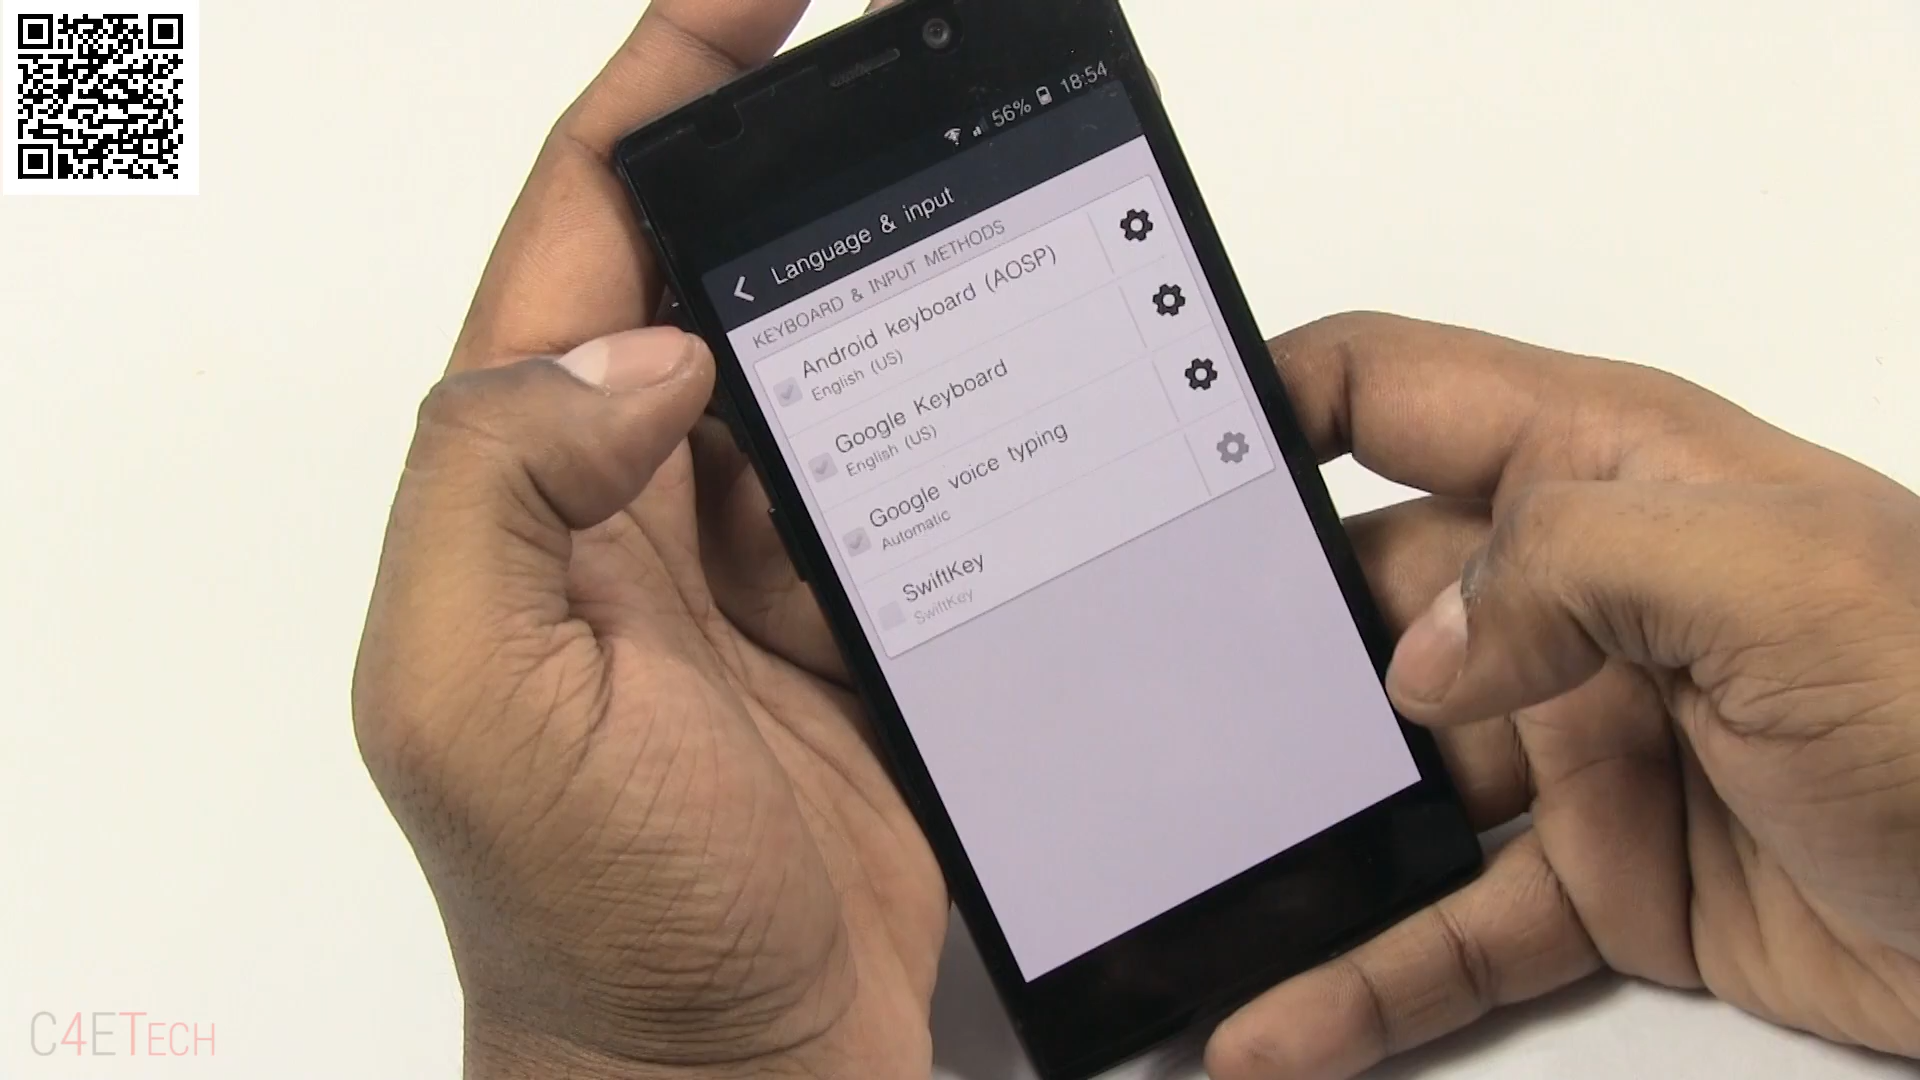 56% 18:54
Language & input
KEYBOARD & INPUT METHODS
Android keyboard (AOSP)
English (US)
Google Keyboard
English (US)
Google voice typing
Automatic
SwiftKey
SwiftKey
C4ETECH